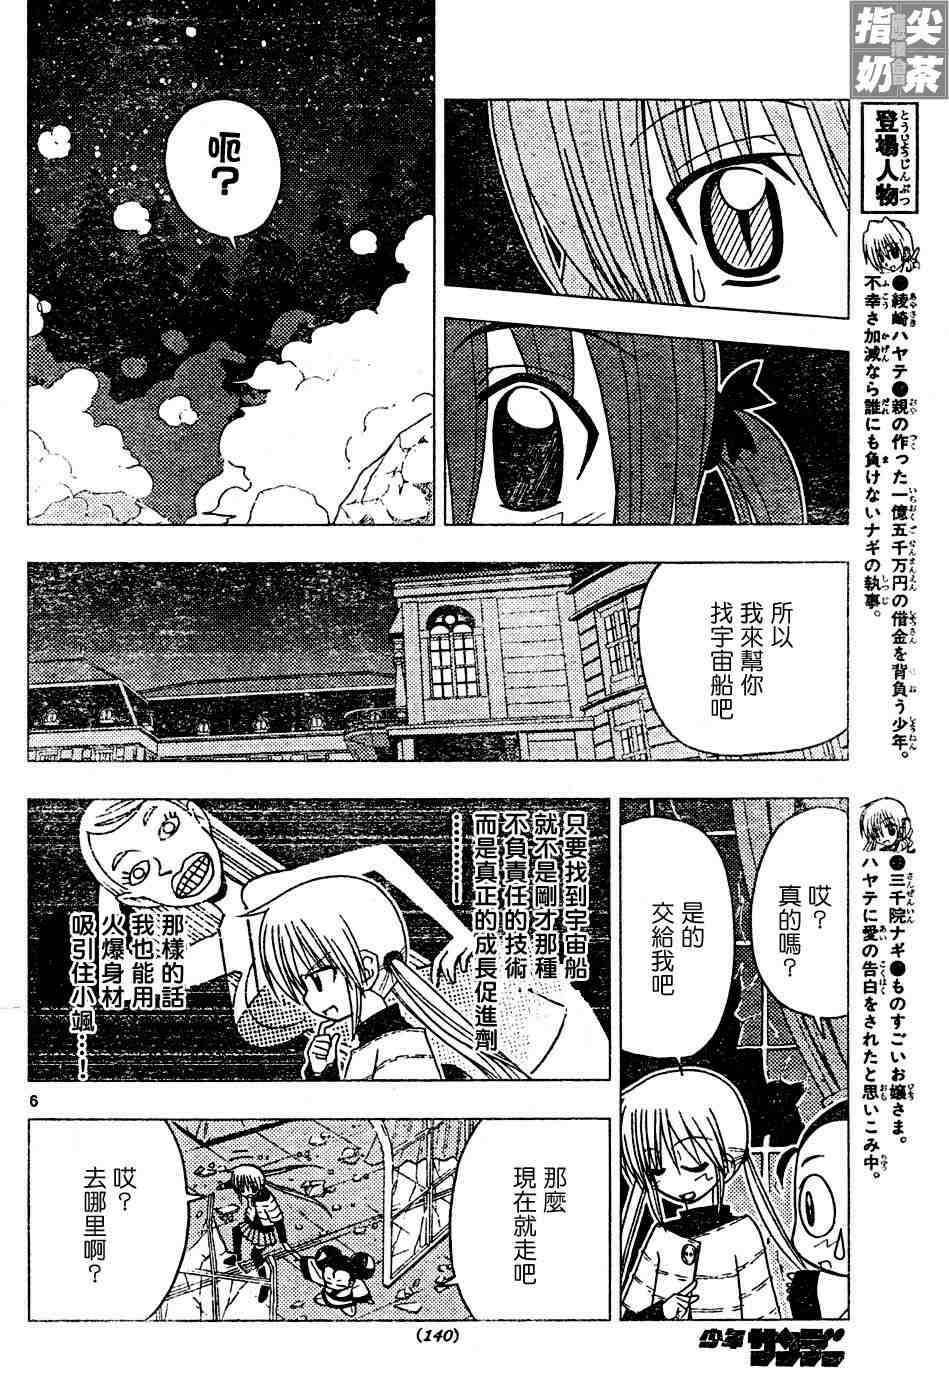 指尖
奶茶
登場人物
とうじょうじんぶつ
●綾崎ハヤテ●親の作った一億五千万円の借金を背負う少年。
不幸さ加減なら誰にも負けないナギの執事。
●三千院ナギ●ものすごいお嬢さま。
ハヤテに愛の告白をされたと思いこみ中。
呃?
所以
我來幫你
找宇宙船吧
哎?
真的嗎?
是的
交給我吧
只要找到宇宙船
就不是剛才那種
不負責任的技術
而是真正的成長促進劑
…………
那樣的話
我也能用
火爆身材
吸引住小颯…!
6
那麼
現在就走吧
哎?
去哪里啊?
(140)
少年サンデー